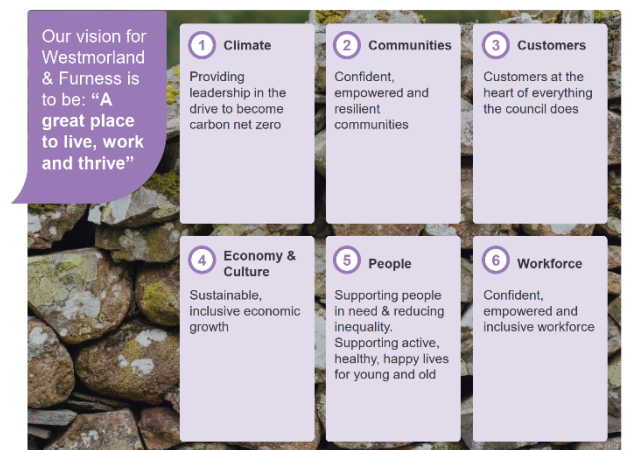 Our vision for
Westmorland
& Furness is
to be: “A
great place
to live, work
and thrive”
1 Climate
Providing
leadership in the
drive to become
carbon net zero
2 Communities
Confident,
empowered and
resilient
communities
3 Customers
Customers at the
heart of everything
the council does
4 Economy &
Culture
Sustainable,
inclusive economic
growth
5 People
Supporting people
in need & reducing
inequality.
Supporting active,
healthy, happy lives
for young and old
6 Workforce
Confident,
empowered and
inclusive workforce